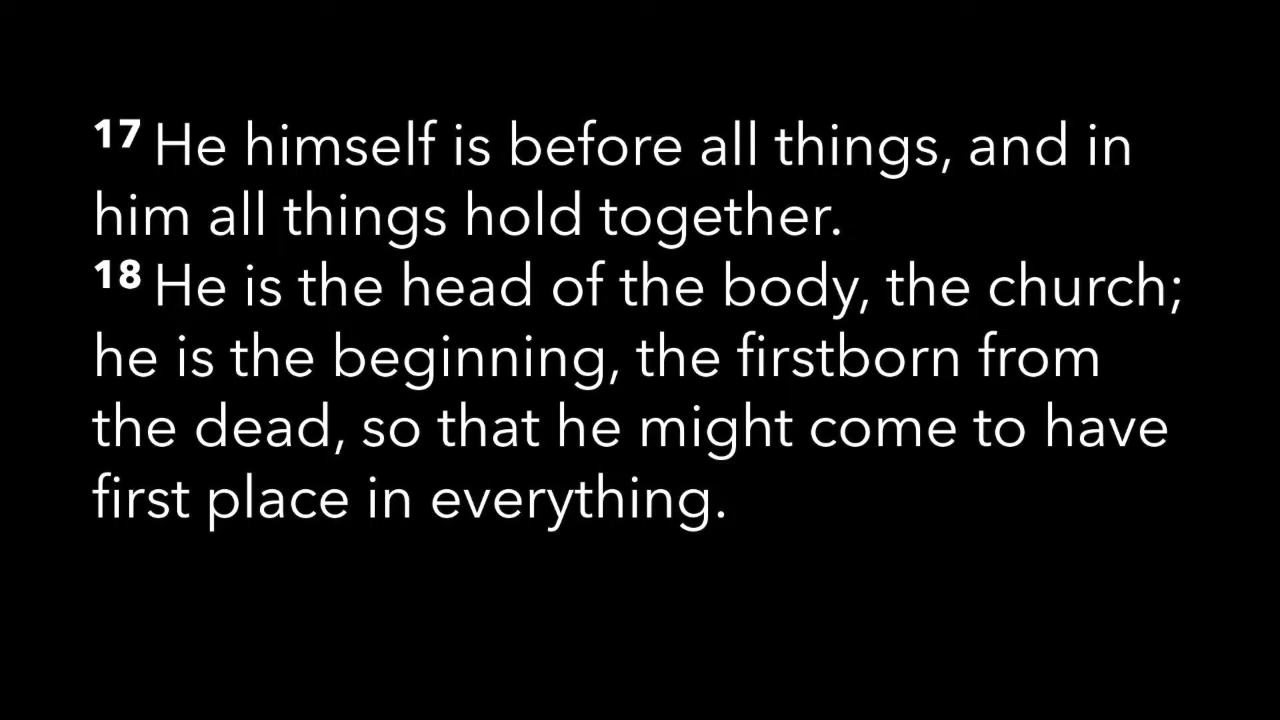 17 He himself is before all things, and in
him all things hold together.
18 He is the head of the body, the church;
he is the beginning, the firstborn from
the dead, so that he might come to have
first place in everything.